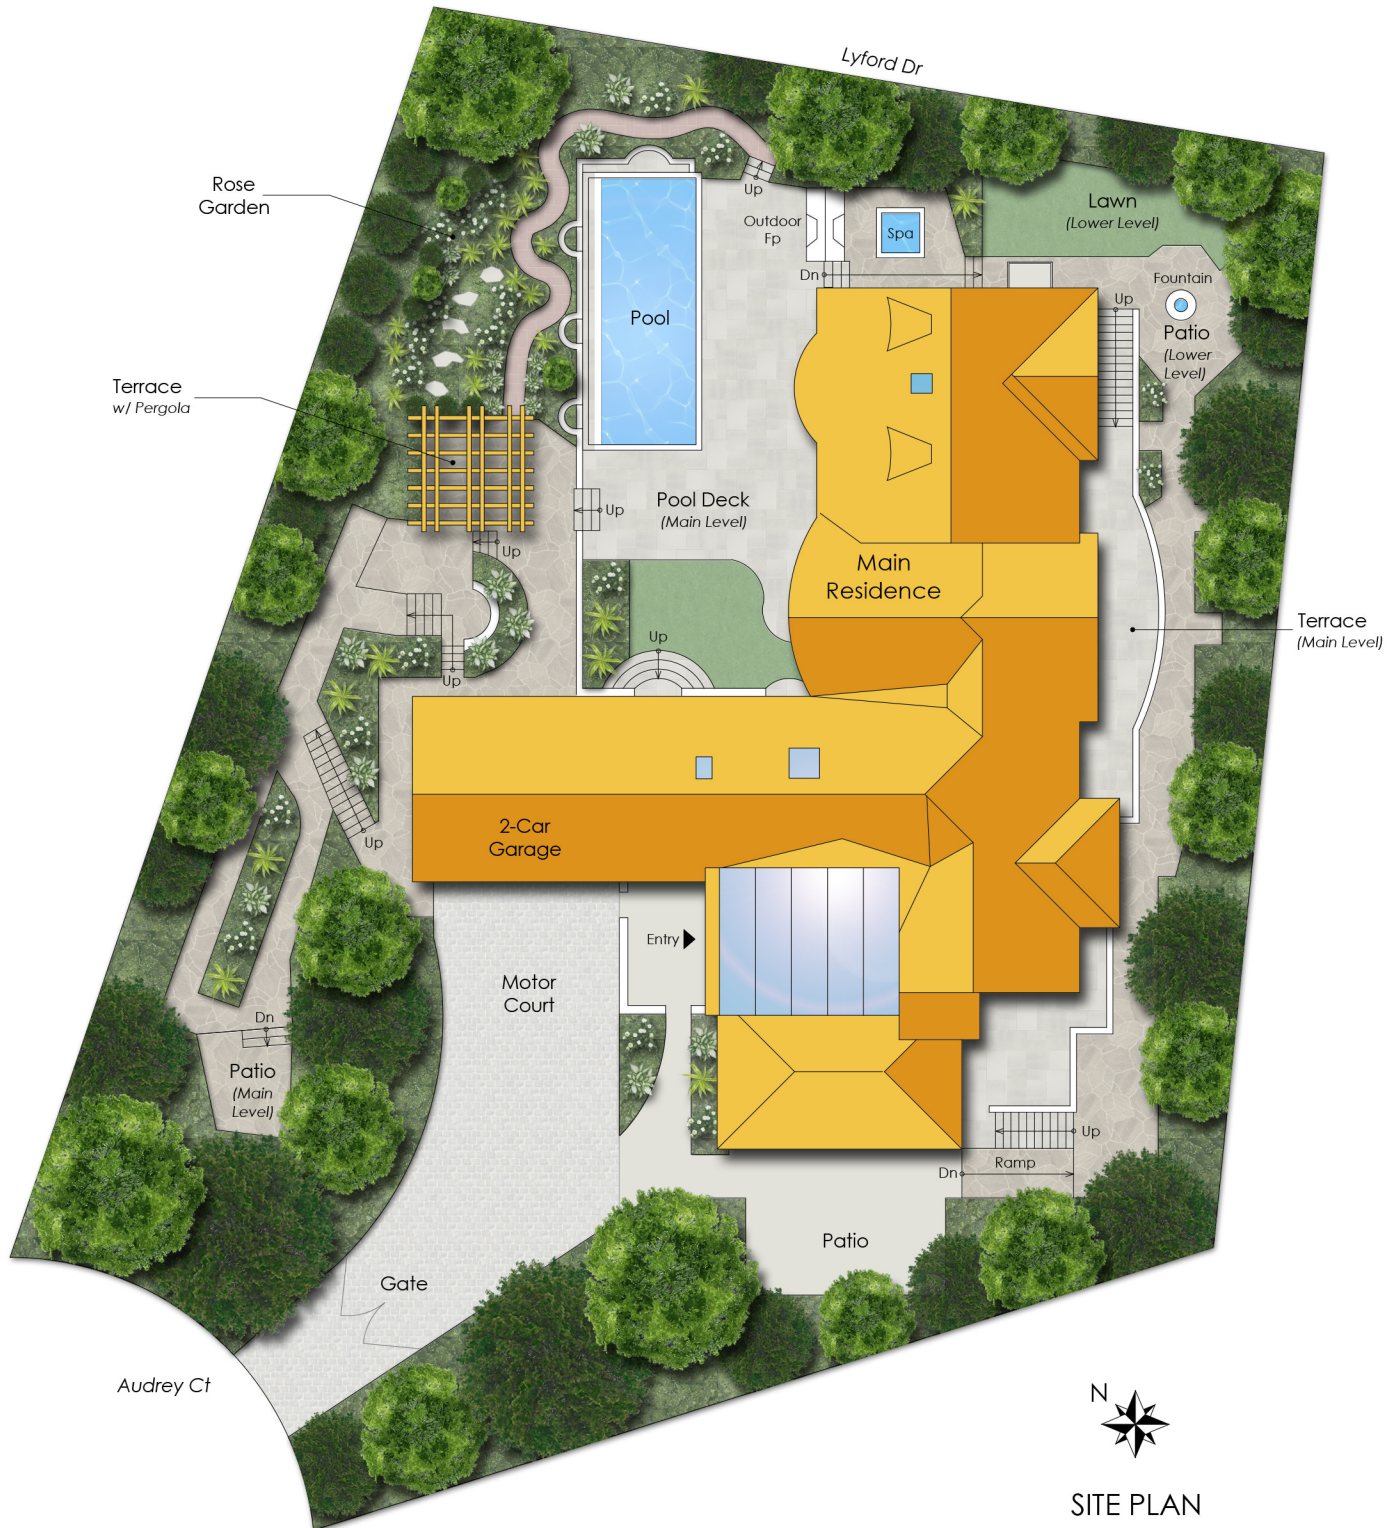 Lyford Dr
Rose
Garden
Up
Outdoor
Fp
Spa
Lawn
(Lower Level)
Dn
Fountain
Up
Patio
(Lower
Level)
Pool
Terrace
w/ Pergola
Pool Deck
(Main Level)
Up
Up
Main
Residence
Terrace
(Main Level)
Up
Up
2-Car
Garage
Up
Entry
Motor
Court
Dn
Patio
(Main
Level)
Up
Ramp
Dn
Patio
Gate
Audrey Ct
N
SITE PLAN